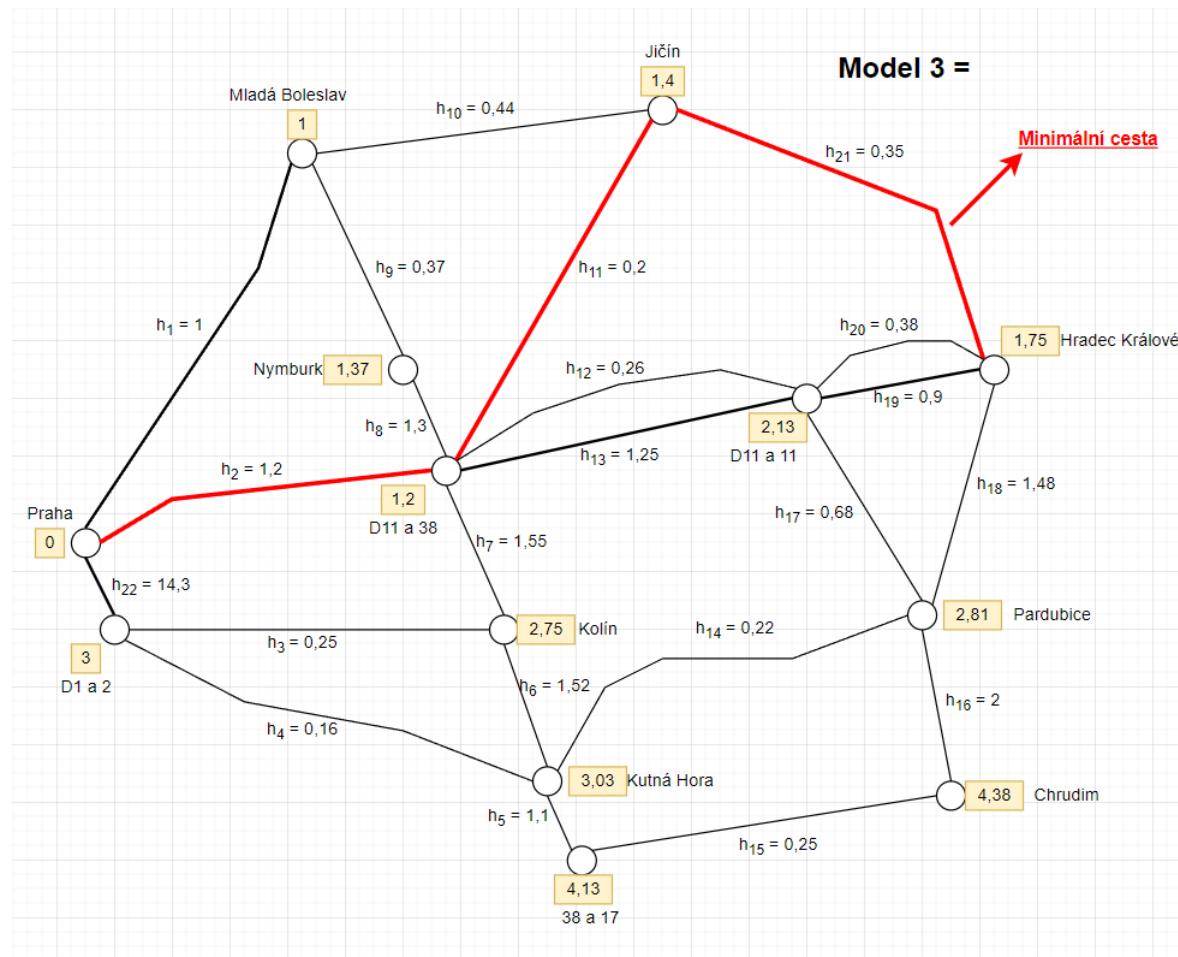 Jičín
Model 3 =
1,4
Mladá Boleslav
h10 = 0,44
1
Minimální cesta
h21 = 0,35
h9 = 0,37
h11 = 0,2
h1 = 1
h20 = 0,38
1,75 Hradec Králové
Nymburk 1,37
h12 = 0,26
h19 = 0,9
h8 = 1,3
2,13
h13 = 1,25
D11 a 11
h2 = 1,2
h18 = 1,48
1,2
Praha
h17 = 0,68
D11 a 38
0
h7 = 1,55
h22 = 14,3
2,81 Pardubice
2,75 Kolín
h14 = 0,22
h3 = 0,25
3
D1 a 2
h6 = 1,52
h16 = 2
h4 = 0,16
3,03 Kutná Hora
4,38 Chrudim
h5 = 1,1
h15 = 0,25
4,13
38 a 17